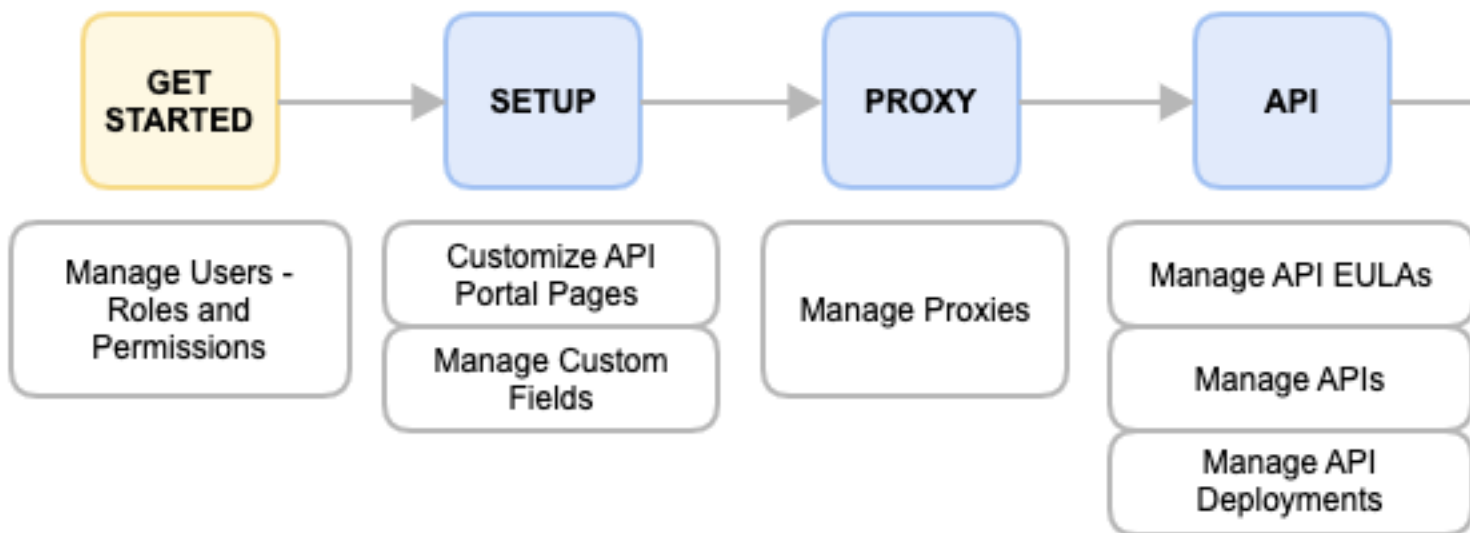 GET
STARTED
SETUP
PROXY
API
Manage Users -
Roles and
Permissions
Customize API
Portal Pages
Manage Custom
Fields
Manage Proxies
Manage API EULAs
Manage APIs
Manage API
Deployments